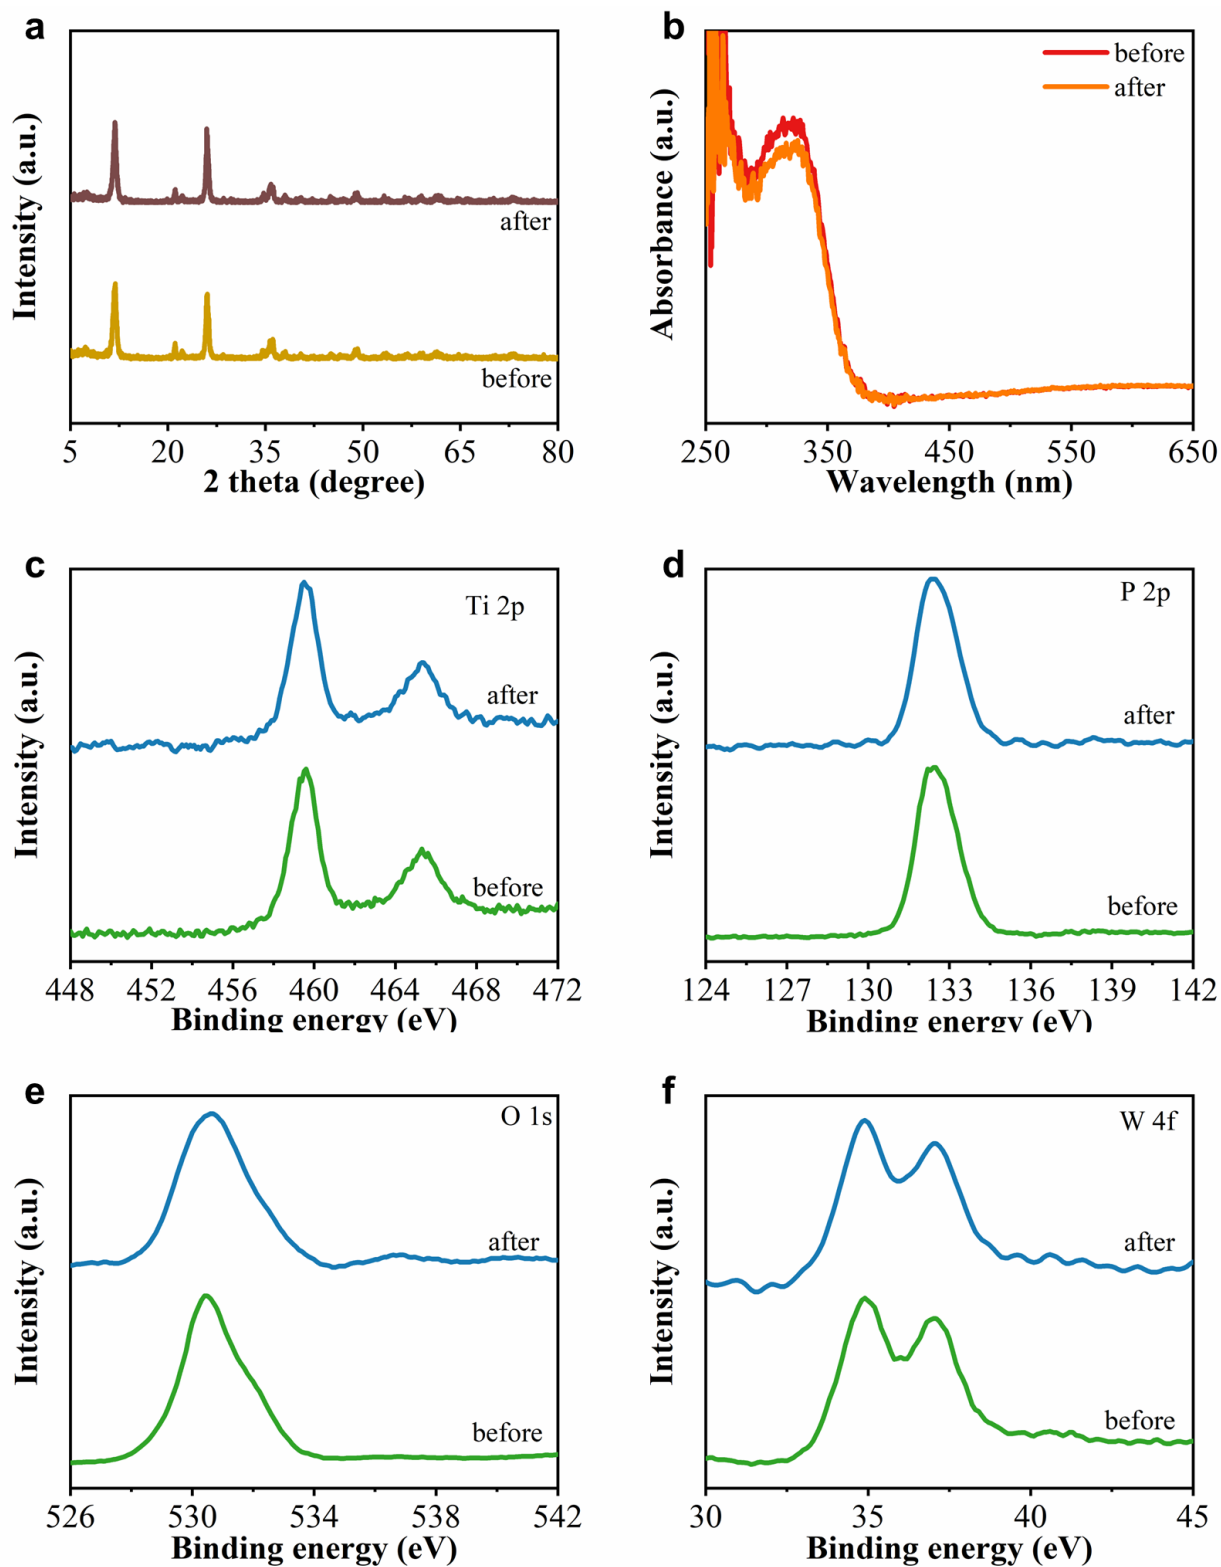 a
Intensity (a.u.)
after
before
5 20 35 50 65 80
2 theta (degree)
b
Absorbance (a.u.)
before
after
250 350 450 550 650
Wavelength (nm)
c
Intensity (a.u.)
Ti 2p
after
before
448 452 456 460 464 468 472
Binding energy (eV)
d
Intensity (a.u.)
P 2p
after
before
124 127 130 133 136 139 142
Binding energy (eV)
e
Intensity (a.u.)
O 1s
after
before
526 530 534 538 542
Binding energy (eV)
f
Intensity (a.u.)
W 4f
after
before
30 35 40 45
Binding energy (eV)